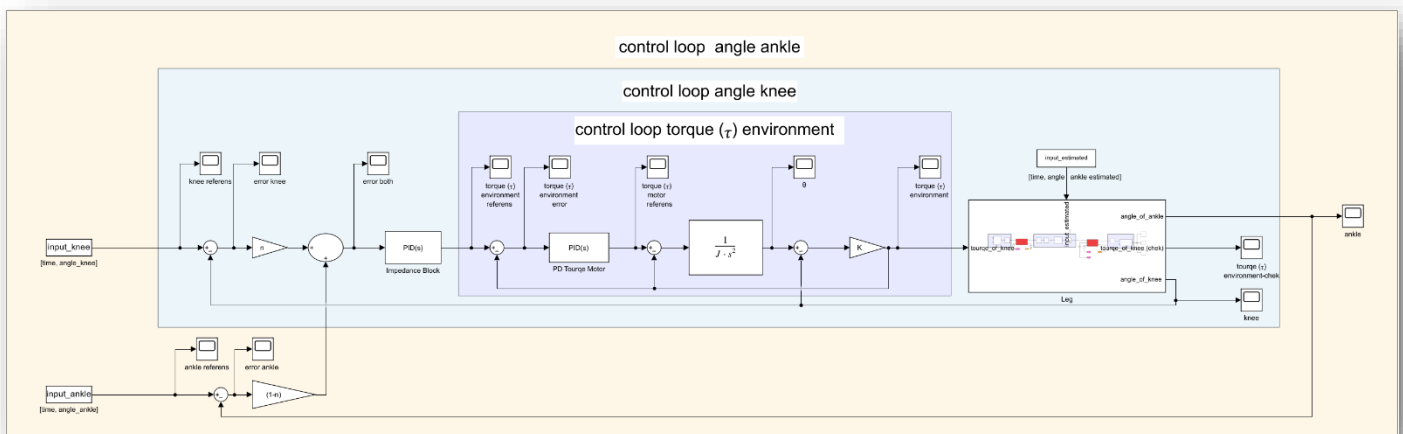 control loop angle ankle
control loop angle knee
control loop torque (τ) environment
knee referens
error knee
error both
torque (τ)
environment
referens
torque (τ)
environment
error
torque (τ)
motor
referens
θ
torque (τ)
environment
input_estimated
[time, angle ankle estimated]
input_knee
[time, angle_knee]
+
-
n
+
+
PID(s)
Impedance Block
+
-
PID(s)
PD Tourqe Motor
+
-
1
J · s²
+
-
K
tourqe_of_knee
input_estimated
angle_of_ankle
tourqe_of_knee (chek)
angle_of_knee
Leg
ankle
tourqe (τ)
environment-chek
knee
ankle referens
error ankle
input_ankle
[time, angle_ankle]
+
-
(1-n)